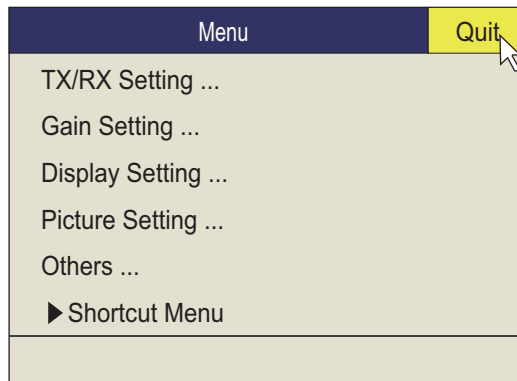 Menu Quit
TX/RX Setting ...
Gain Setting ...
Display Setting ...
Picture Setting ...
Others ...
▶Shortcut Menu